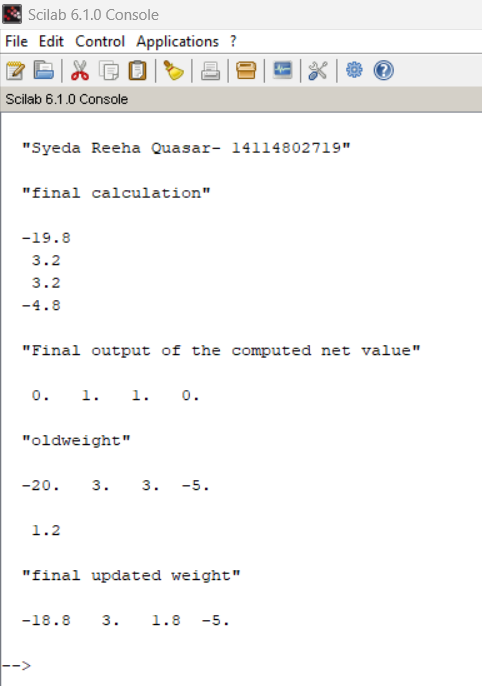 Scilab 6.1.0 Console
File Edit Control Applications ?
Scilab 6.1.0 Console
"Syeda Reeha Quasar- 14114802719"
"final calculation"
-19.8
3.2
3.2
-4.8
"Final output of the computed net value"
0. 1. 1. 0.
"oldweight"
-20. 3. 3. -5.
1.2
"final updated weight"
-18.8 3. 1.8 -5.
-->